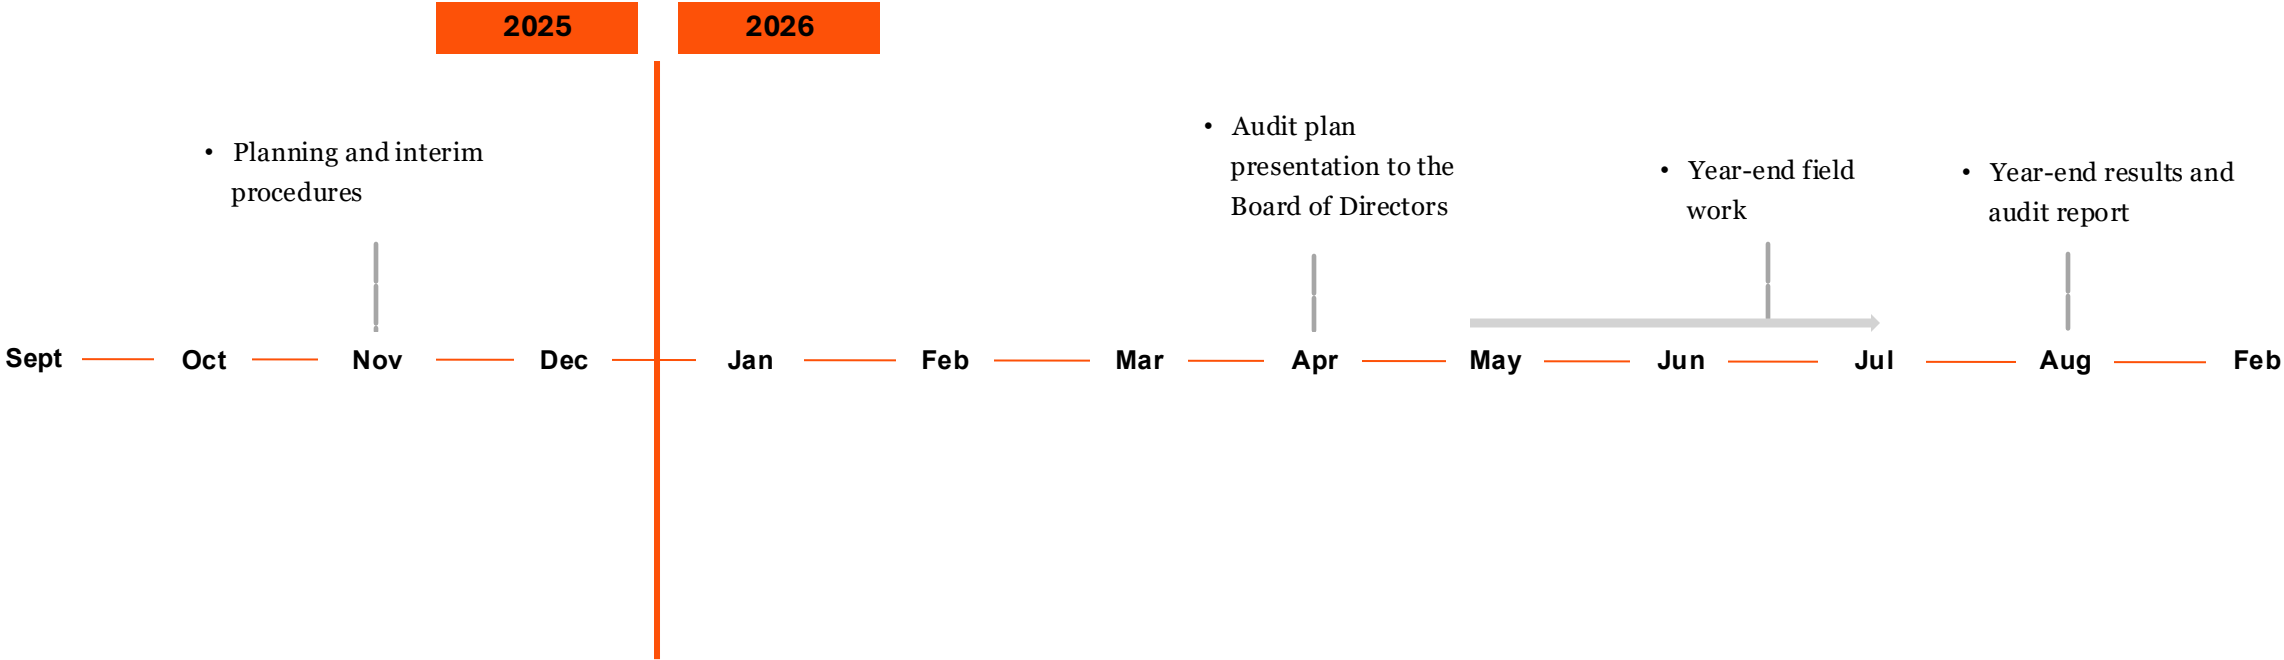 2025
2026
• Planning and interim
procedures
• Audit plan
presentation to the
Board of Directors
• Year-end field
work
• Year-end results and
audit report
Sept Oct Nov Dec Jan Feb Mar Apr May Jun Jul Aug Feb